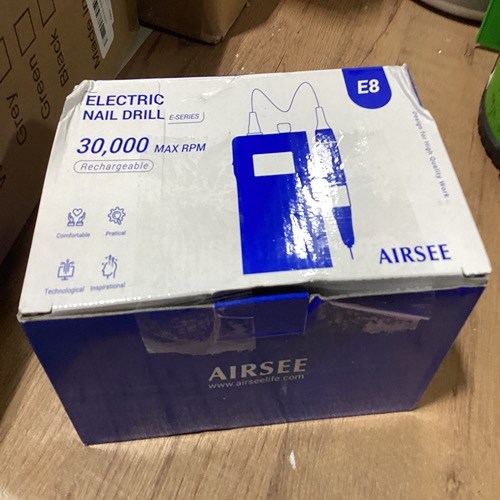 ELECTRIC
NAIL DRILL E-SERIES
30,000 MAX RPM
Rechargeable
Comfortable
Pratical
Technological
Inspirational
E8
AIRSEE
AIRSEE
www.airseelife.com
Grey
Green
Black